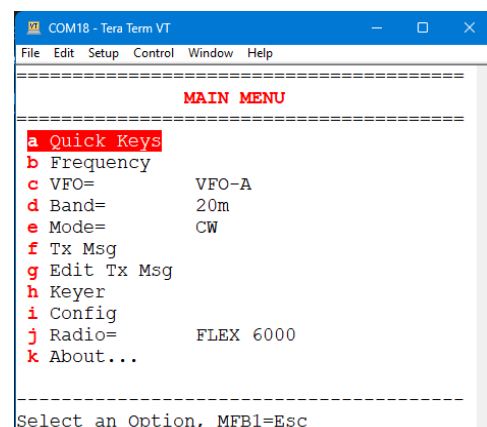 COM18 - Tera Term VT
File Edit Setup Control Window Help
==============================================
MAIN MENU
==============================================
a Quick Keys
b Frequency
c VFO= VFO-A
d Band= 20m
e Mode= CW
f Tx Msg
g Edit Tx Msg
h Keyer
i Config
j Radio= FLEX 6000
k About...
----------------------------------------------
Select an Option, MFB1=Esc